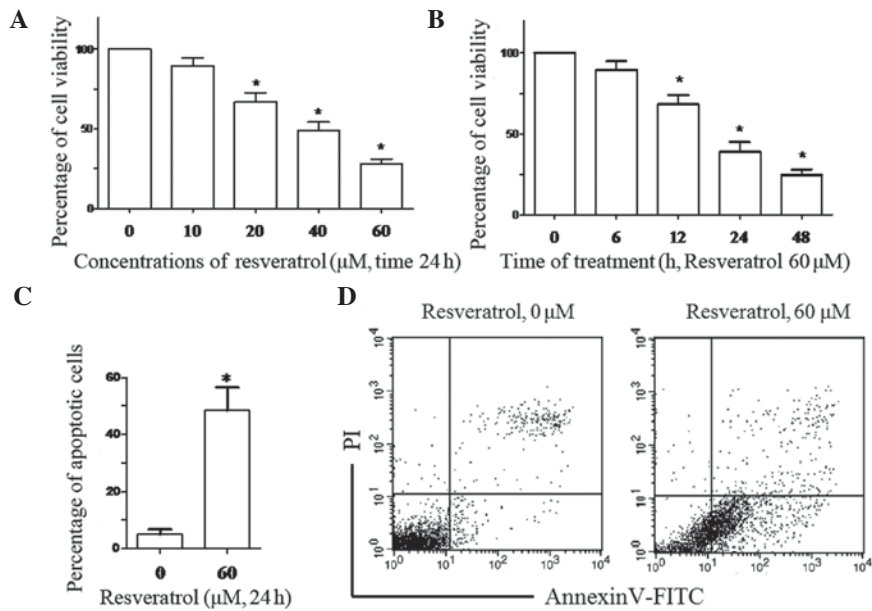 A
Percentage of cell viability
100
50
0
0 10 20 40 60
* * *
Concentrations of resveratrol (μM, time 24 h)
B
Percentage of cell viability
100
50
0
0 6 12 24 48
* * *
Time of treatment (h, Resveratrol 60 μM)
C
Percentage of apoptotic cells
60
40
20
0
*
0 60
Resveratrol (μM, 24 h)
D
Resveratrol, 0 μM
Resveratrol, 60 μM
PI
10⁴
10³
10²
10¹
10⁰
10⁰ 10¹ 10² 10³ 10⁴
10⁴
10³
10²
10¹
10⁰
10⁰ 10¹ 10² 10³ 10⁴
AnnexinV-FITC